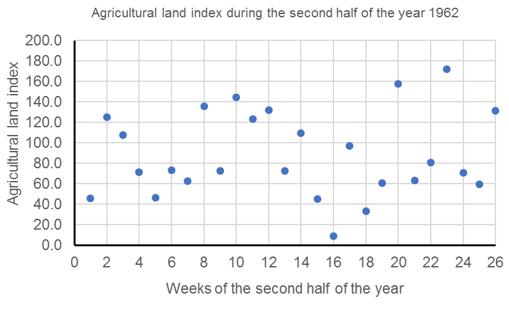 Agricultural land index during the second half of the year 1962
200.0
180.0
160.0
140.0
120.0
100.0
80.0
60.0
40.0
20.0
0.0
Agricultural land index
0 2 4 6 8 10 12 14 16 18 20 22 24 26
Weeks of the second half of the year